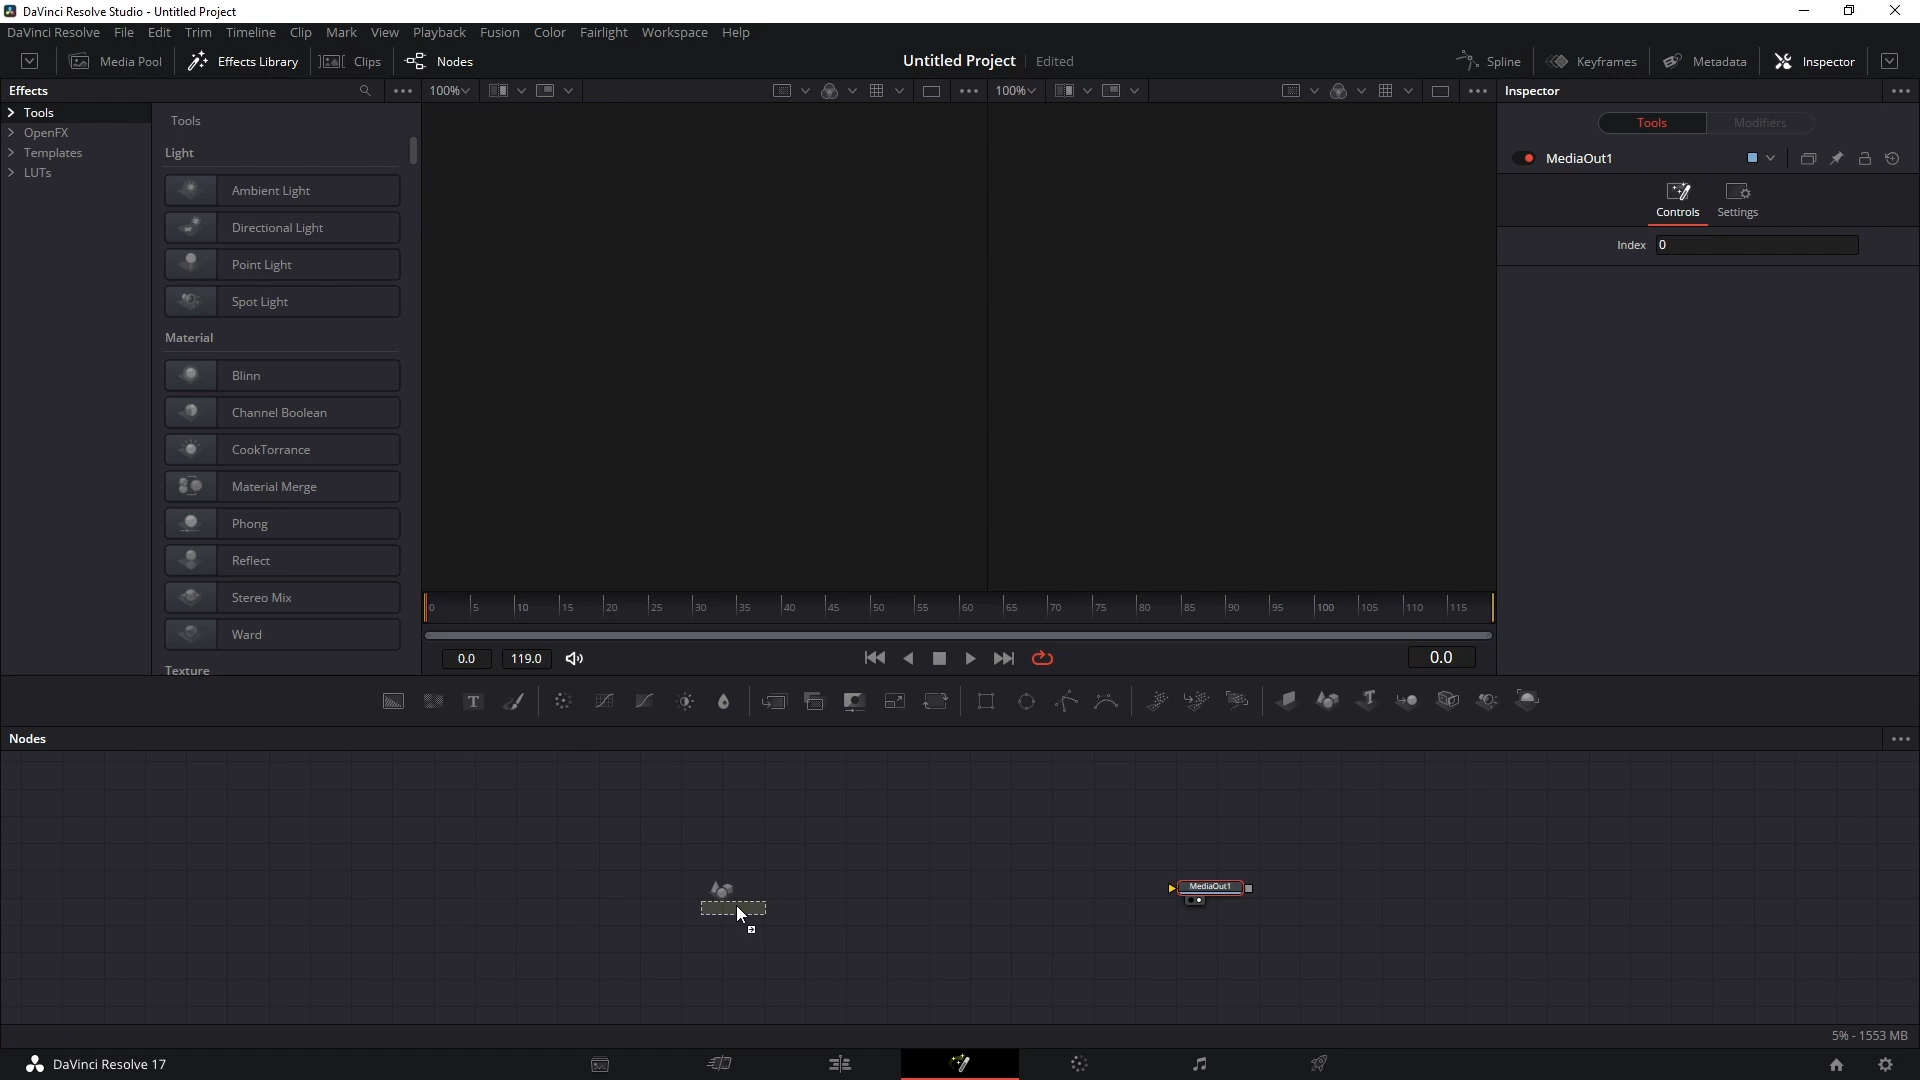 DaVinci Resolve Studio - Untitled Project
DaVinci Resolve File Edit Trim Timeline Clip Mark View Playback Fusion Color Fairlight Workspace Help
Media Pool Effects Library Clips Nodes Untitled Project Edited Spline Keyframes Metadata Inspector
Effects 100% 100% Inspector
Tools
OpenFX
Templates
LUTs
Tools
Light
Ambient Light
Directional Light
Point Light
Spot Light
Material
Blinn
Channel Boolean
CookTorrance
Material Merge
Phong
Reflect
Stereo Mix
Ward
Texture
Tools Modifiers
MediaOut1
Controls Settings
Index 0
0 5 10 15 20 25 30 35 40 45 50 55 60 65 70 75 80 85 90 95 100 105 110 115
0.0 119.0 0.0
Nodes
MediaOut1
5% - 1553 MB
DaVinci Resolve 17